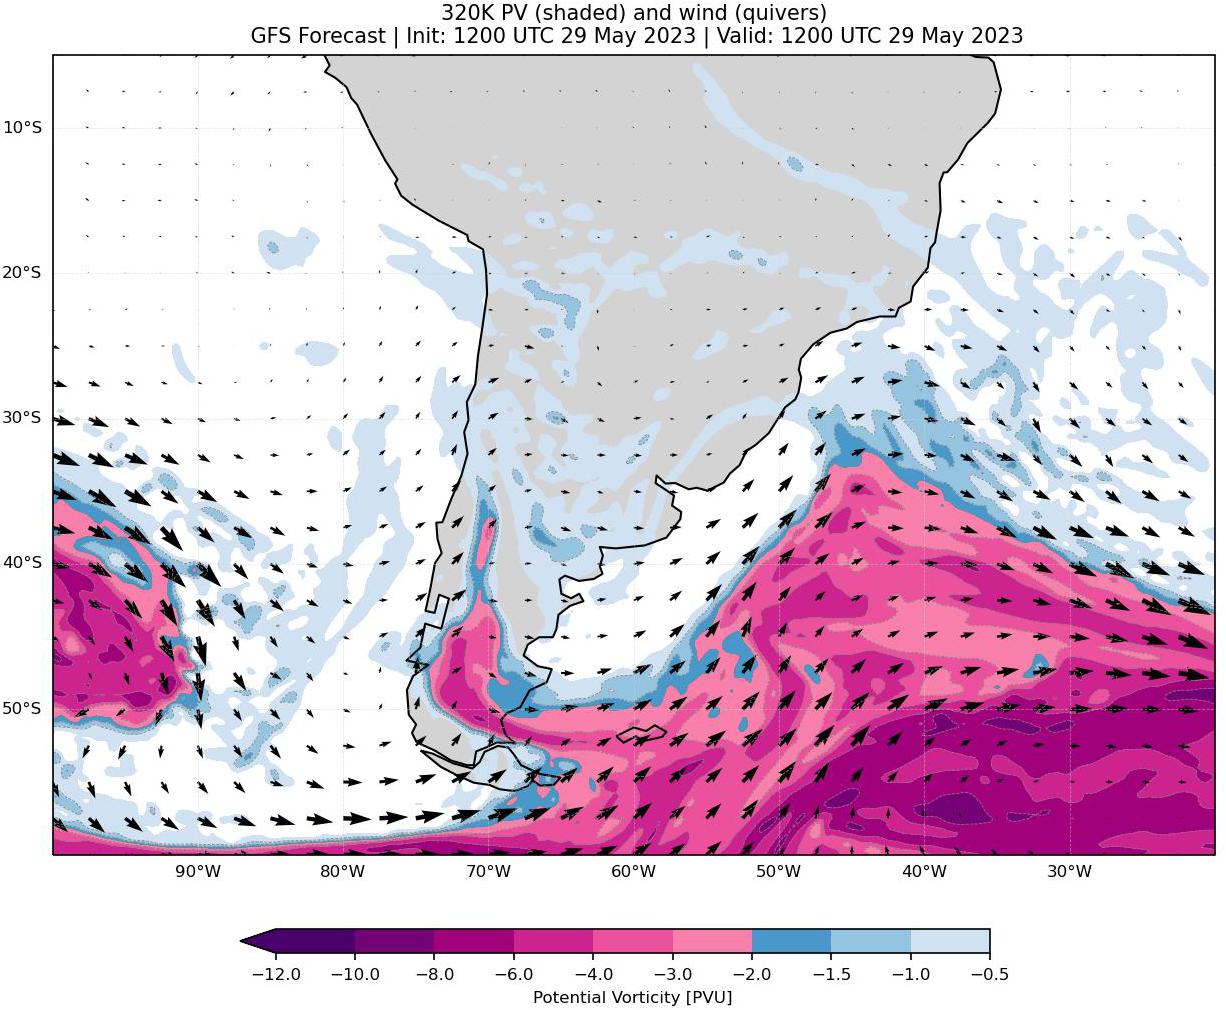 320K PV (shaded) and wind (quivers)
GFS Forecast | Init: 1200 UTC 29 May 2023 | Valid: 1200 UTC 29 May 2023
10°S
20°S
30°S
40°S
50°S
90°W 80°W 70°W 60°W 50°W 40°W 30°W
−12.0 −10.0 −8.0 −6.0 −4.0 −3.0 −2.0 −1.5 −1.0 −0.5
Potential Vorticity [PVU]